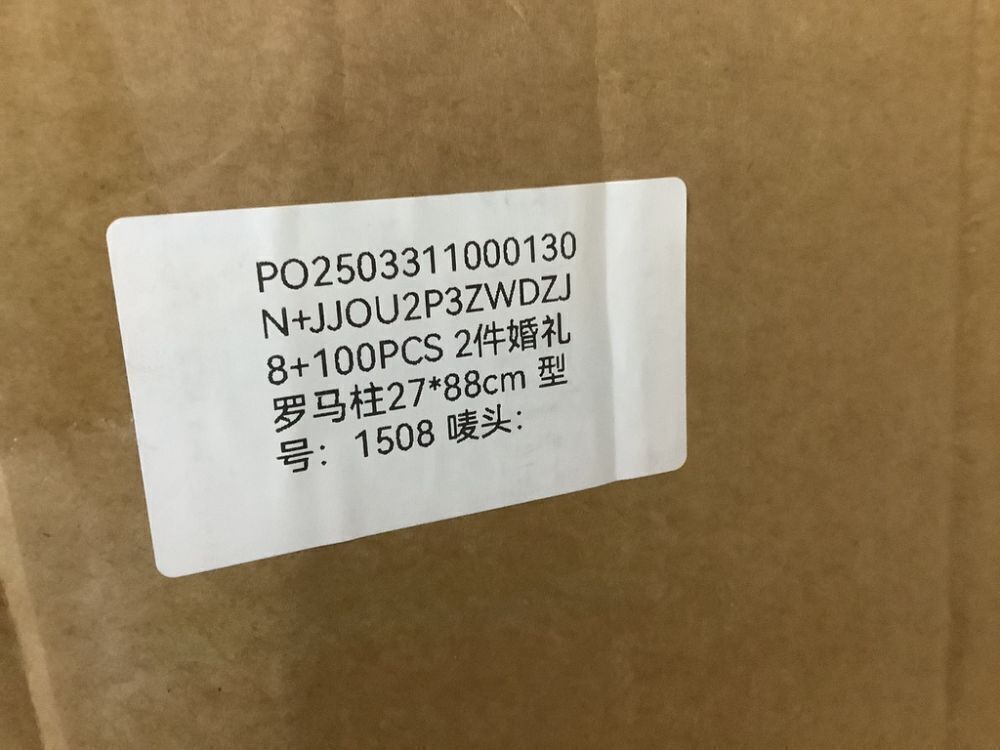 PO2503311000130
N+JJOU2P3ZWDZJ
8+100PCS 2件婚礼
罗马柱27*88cm 型
号：1508 唛头：